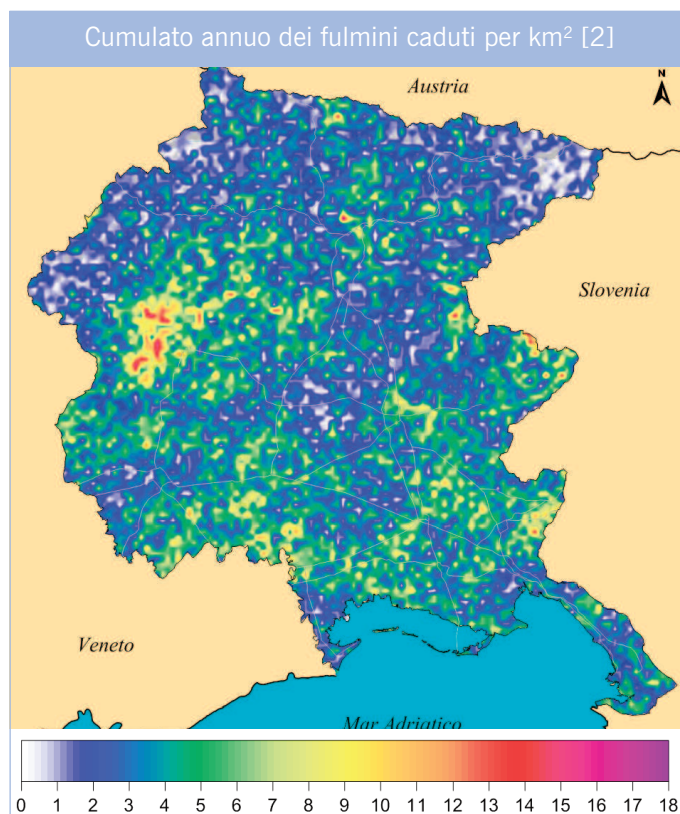 Cumulato annuo dei fulmini caduti per km² [2]
Austria
N
Slovenia
Veneto
Mar Adriatico
0 1 2 3 4 5 6 7 8 9 10 11 12 13 14 15 16 17 18